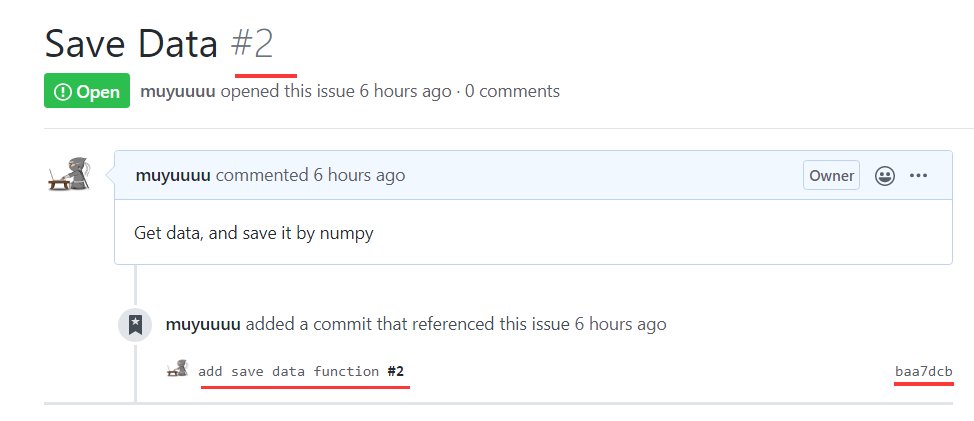 Save Data #2
Open muyuuuu opened this issue 6 hours ago · 0 comments
muyuuuu commented 6 hours ago Owner
Get data, and save it by numpy
muyuuuu added a commit that referenced this issue 6 hours ago
add save data function #2 baa7dcb